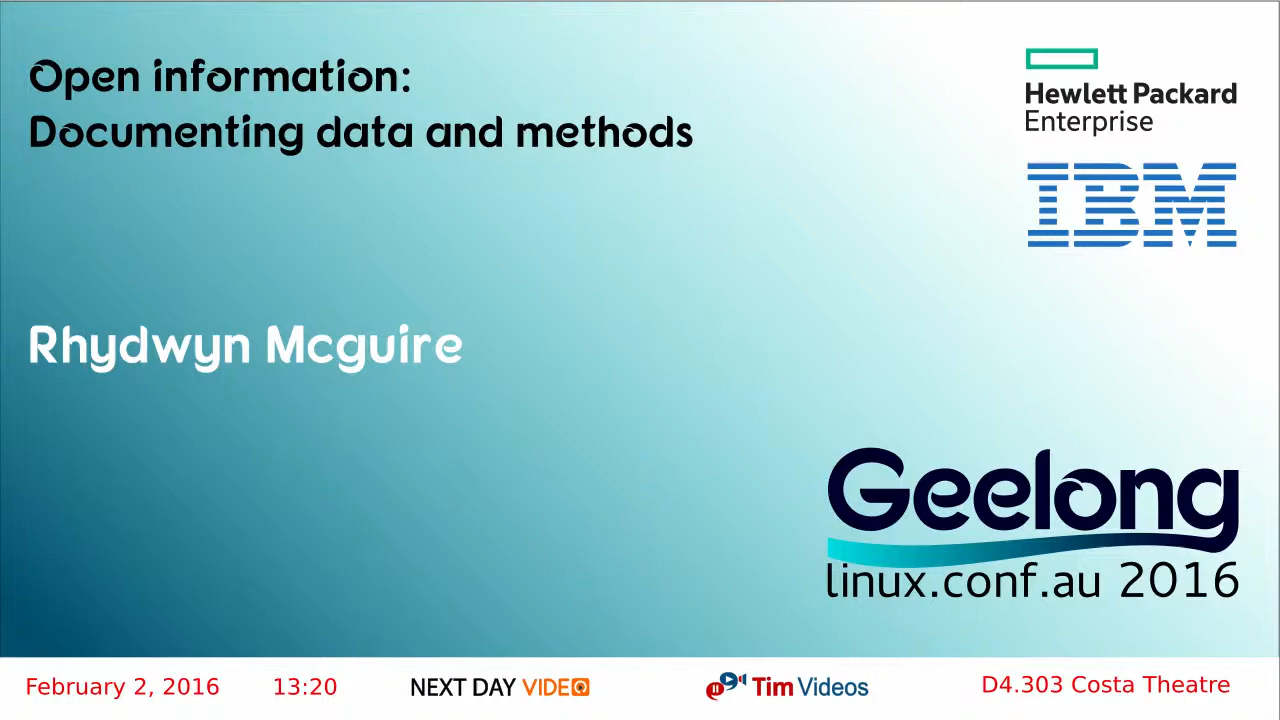 Open information:
Documenting data and methods
Hewlett Packard
Enterprise
IBM
Rhydwyn Mcguire
Geelong
linux.conf.au 2016
February 2, 2016 13:20 NEXT DAY VIDEO Tim Videos D4.303 Costa Theatre